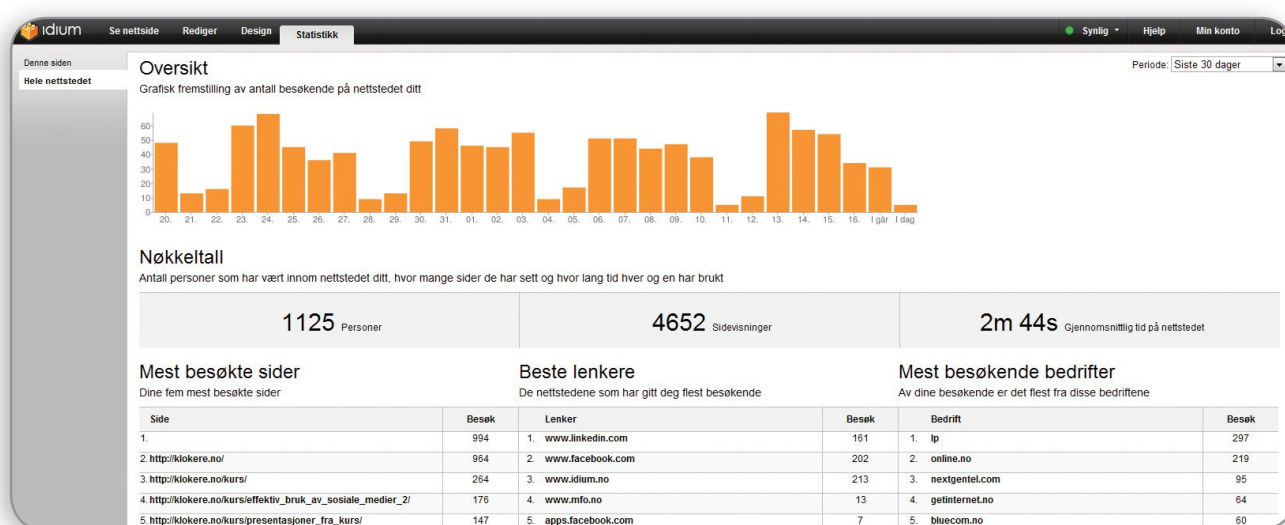 idium Se nettside Rediger Design Statistikk Synlig Hjelp Min konto
Denne siden
Hele nettstedet
Oversikt
Periode: Siste 30 dager
Grafisk fremstilling av antall besøkende på nettstedet ditt
60
50
40
30
20
10
0
20. 21. 22. 23. 24. 25. 26. 27. 28. 29. 30. 31. 01. 02. 03. 04. 05. 06. 07. 08. 09. 10. 11. 12. 13. 14. 15. 16. I går I dag
Nøkkeltall
Antall personer som har vært innom nettstedet ditt, hvor mange sider de har sett og hvor lang tid hver og en har brukt
1125 Personer
4652 Sidevisninger
2m 44s Gjennomsnittlig tid på nettstedet
Mest besøkte sider
Dine fem mest besøkte sider
Side Besøk
1. 994
2. http://klokere.no/ 964
3. http://klokere.no/kurs/ 264
4. http://klokere.no/kurs/effektiv_bruk_av_sosiale_medier_2/ 176
5. http://klokere.no/kurs/presentasjoner_fra_kurs/ 147
Beste lenkere
De nettstedene som har gitt deg flest besøkende
Lenker Besøk
1. www.linkedin.com 161
2. www.facebook.com 202
3. www.idium.no 213
4. www.mfo.no 13
5. apps.facebook.com 7
Mest besøkende bedrifter
Av dine besøkende er det flest fra disse bedriftene
Bedrift Besøk
1. Ip 297
2. online.no 219
3. nextgentel.com 95
4. getinternet.no 64
5. bluecom.no 60